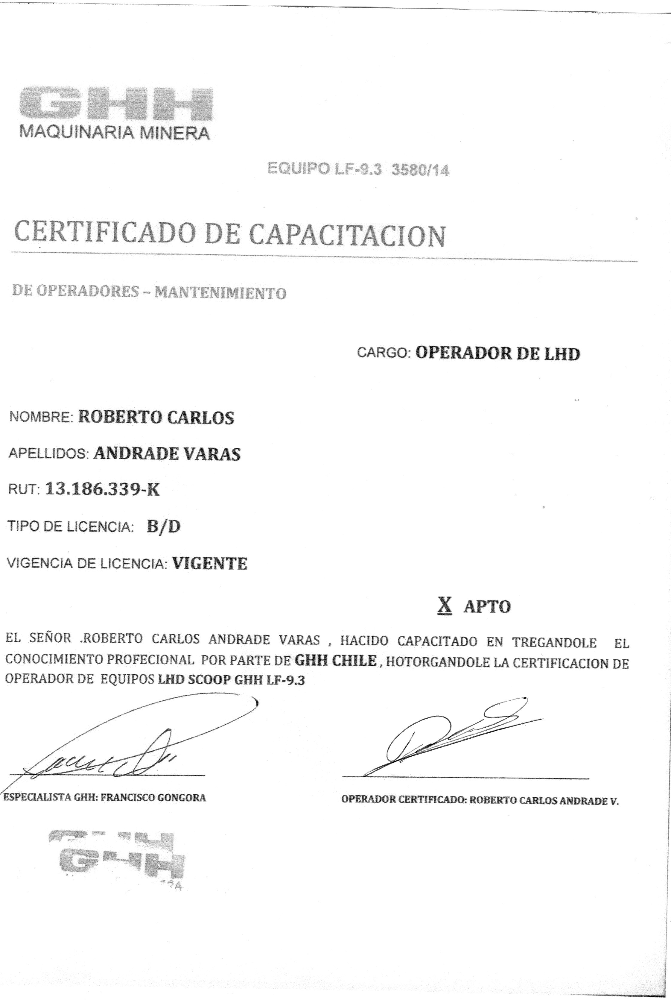 GHH
MAQUINARIA MINERA
EQUIPO LF-9.3 3580/14
CERTIFICADO DE CAPACITACION
DE OPERADORES – MANTENIMIENTO
CARGO: OPERADOR DE LHD
NOMBRE: ROBERTO CARLOS
APELLIDOS: ANDRADE VARAS
RUT: 13.186.339-K
TIPO DE LICENCIA: B/D
VIGENCIA DE LICENCIA: VIGENTE
X APTO
EL SEÑOR .ROBERTO CARLOS ANDRADE VARAS , HACIDO CAPACITADO EN TREGANDOLE EL
CONOCIMIENTO PROFECIONAL POR PARTE DE GHH CHILE , HOTORGANDOLE LA CERTIFICACION DE
OPERADOR DE EQUIPOS LHD SCOOP GHH LF-9.3
ESPECIALISTA GHH: FRANCISCO GONGORA
OPERADOR CERTIFICADO: ROBERTO CARLOS ANDRADE V.
GHH
GHH